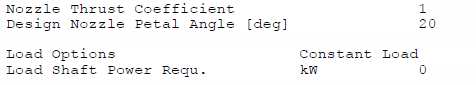 Nozzle Thrust Coefficient 1
Design Nozzle Petal Angle [deg] 20
Load Options Constant Load
Load Shaft Power Requ. kW 0